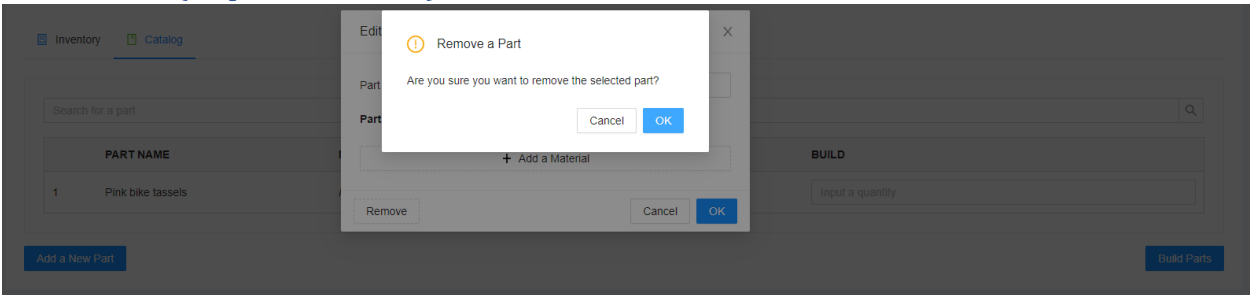 Inventory
Catalog
Edit
Remove a Part
Are you sure you want to remove the selected part?
Part
Search for a part
Part
Cancel
OK
+ Add a Material
PART NAME
BUILD
1
Pink bike tassels
Input a quantity
Remove
Cancel
OK
Add a New Part
Build Parts